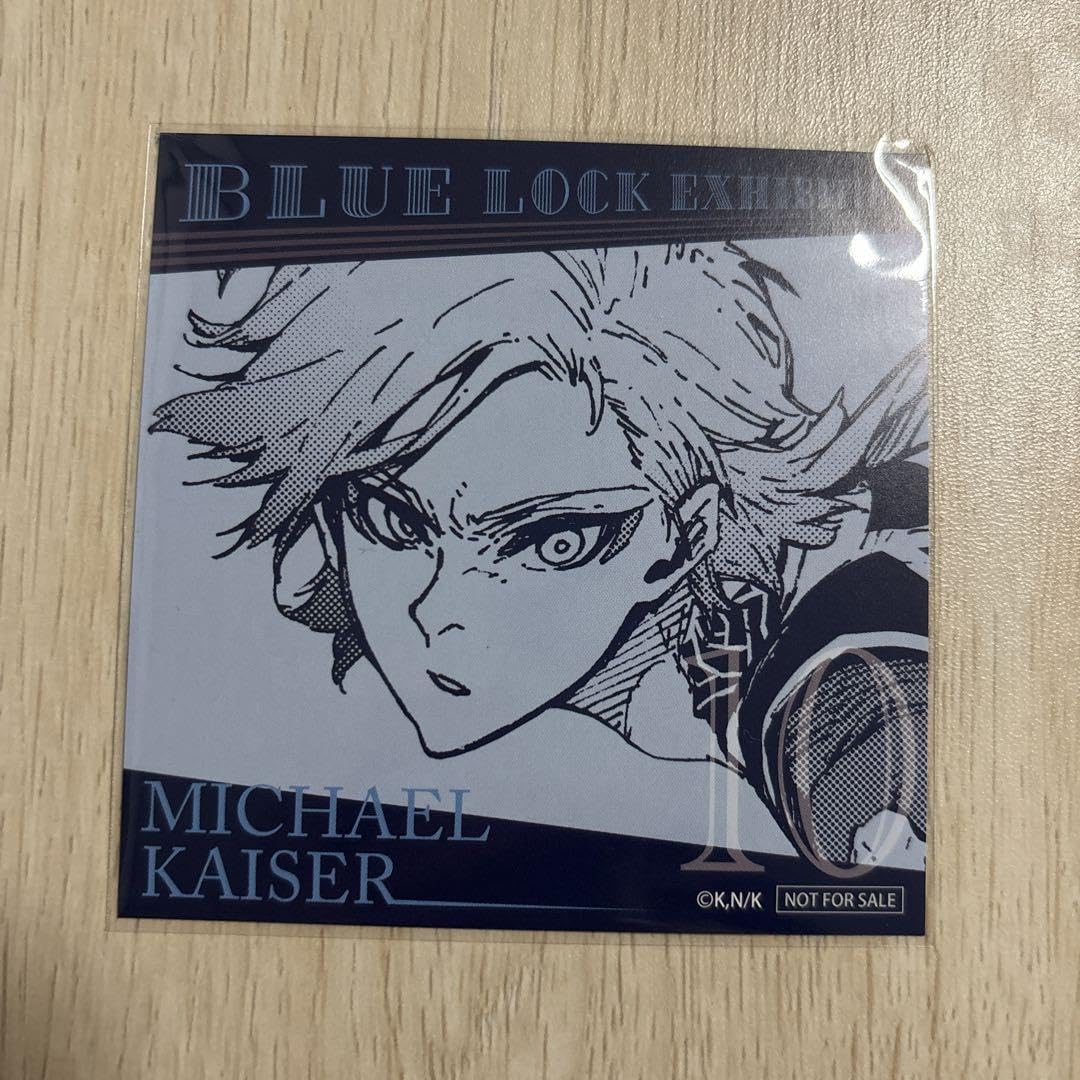 BLUE LOCK
MICHAEL
KAISER
10
©K,N/K NOT FOR SALE